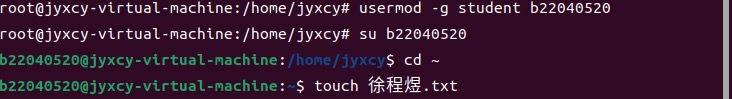 root@jyxcy-virtual-machine:/home/jyxcy# usermod -g student b22040520
root@jyxcy-virtual-machine:/home/jyxcy# su b22040520
b22040520@jyxcy-virtual-machine:/home/jyxcy$ cd ~
b22040520@jyxcy-virtual-machine:~$ touch 徐程煜.txt